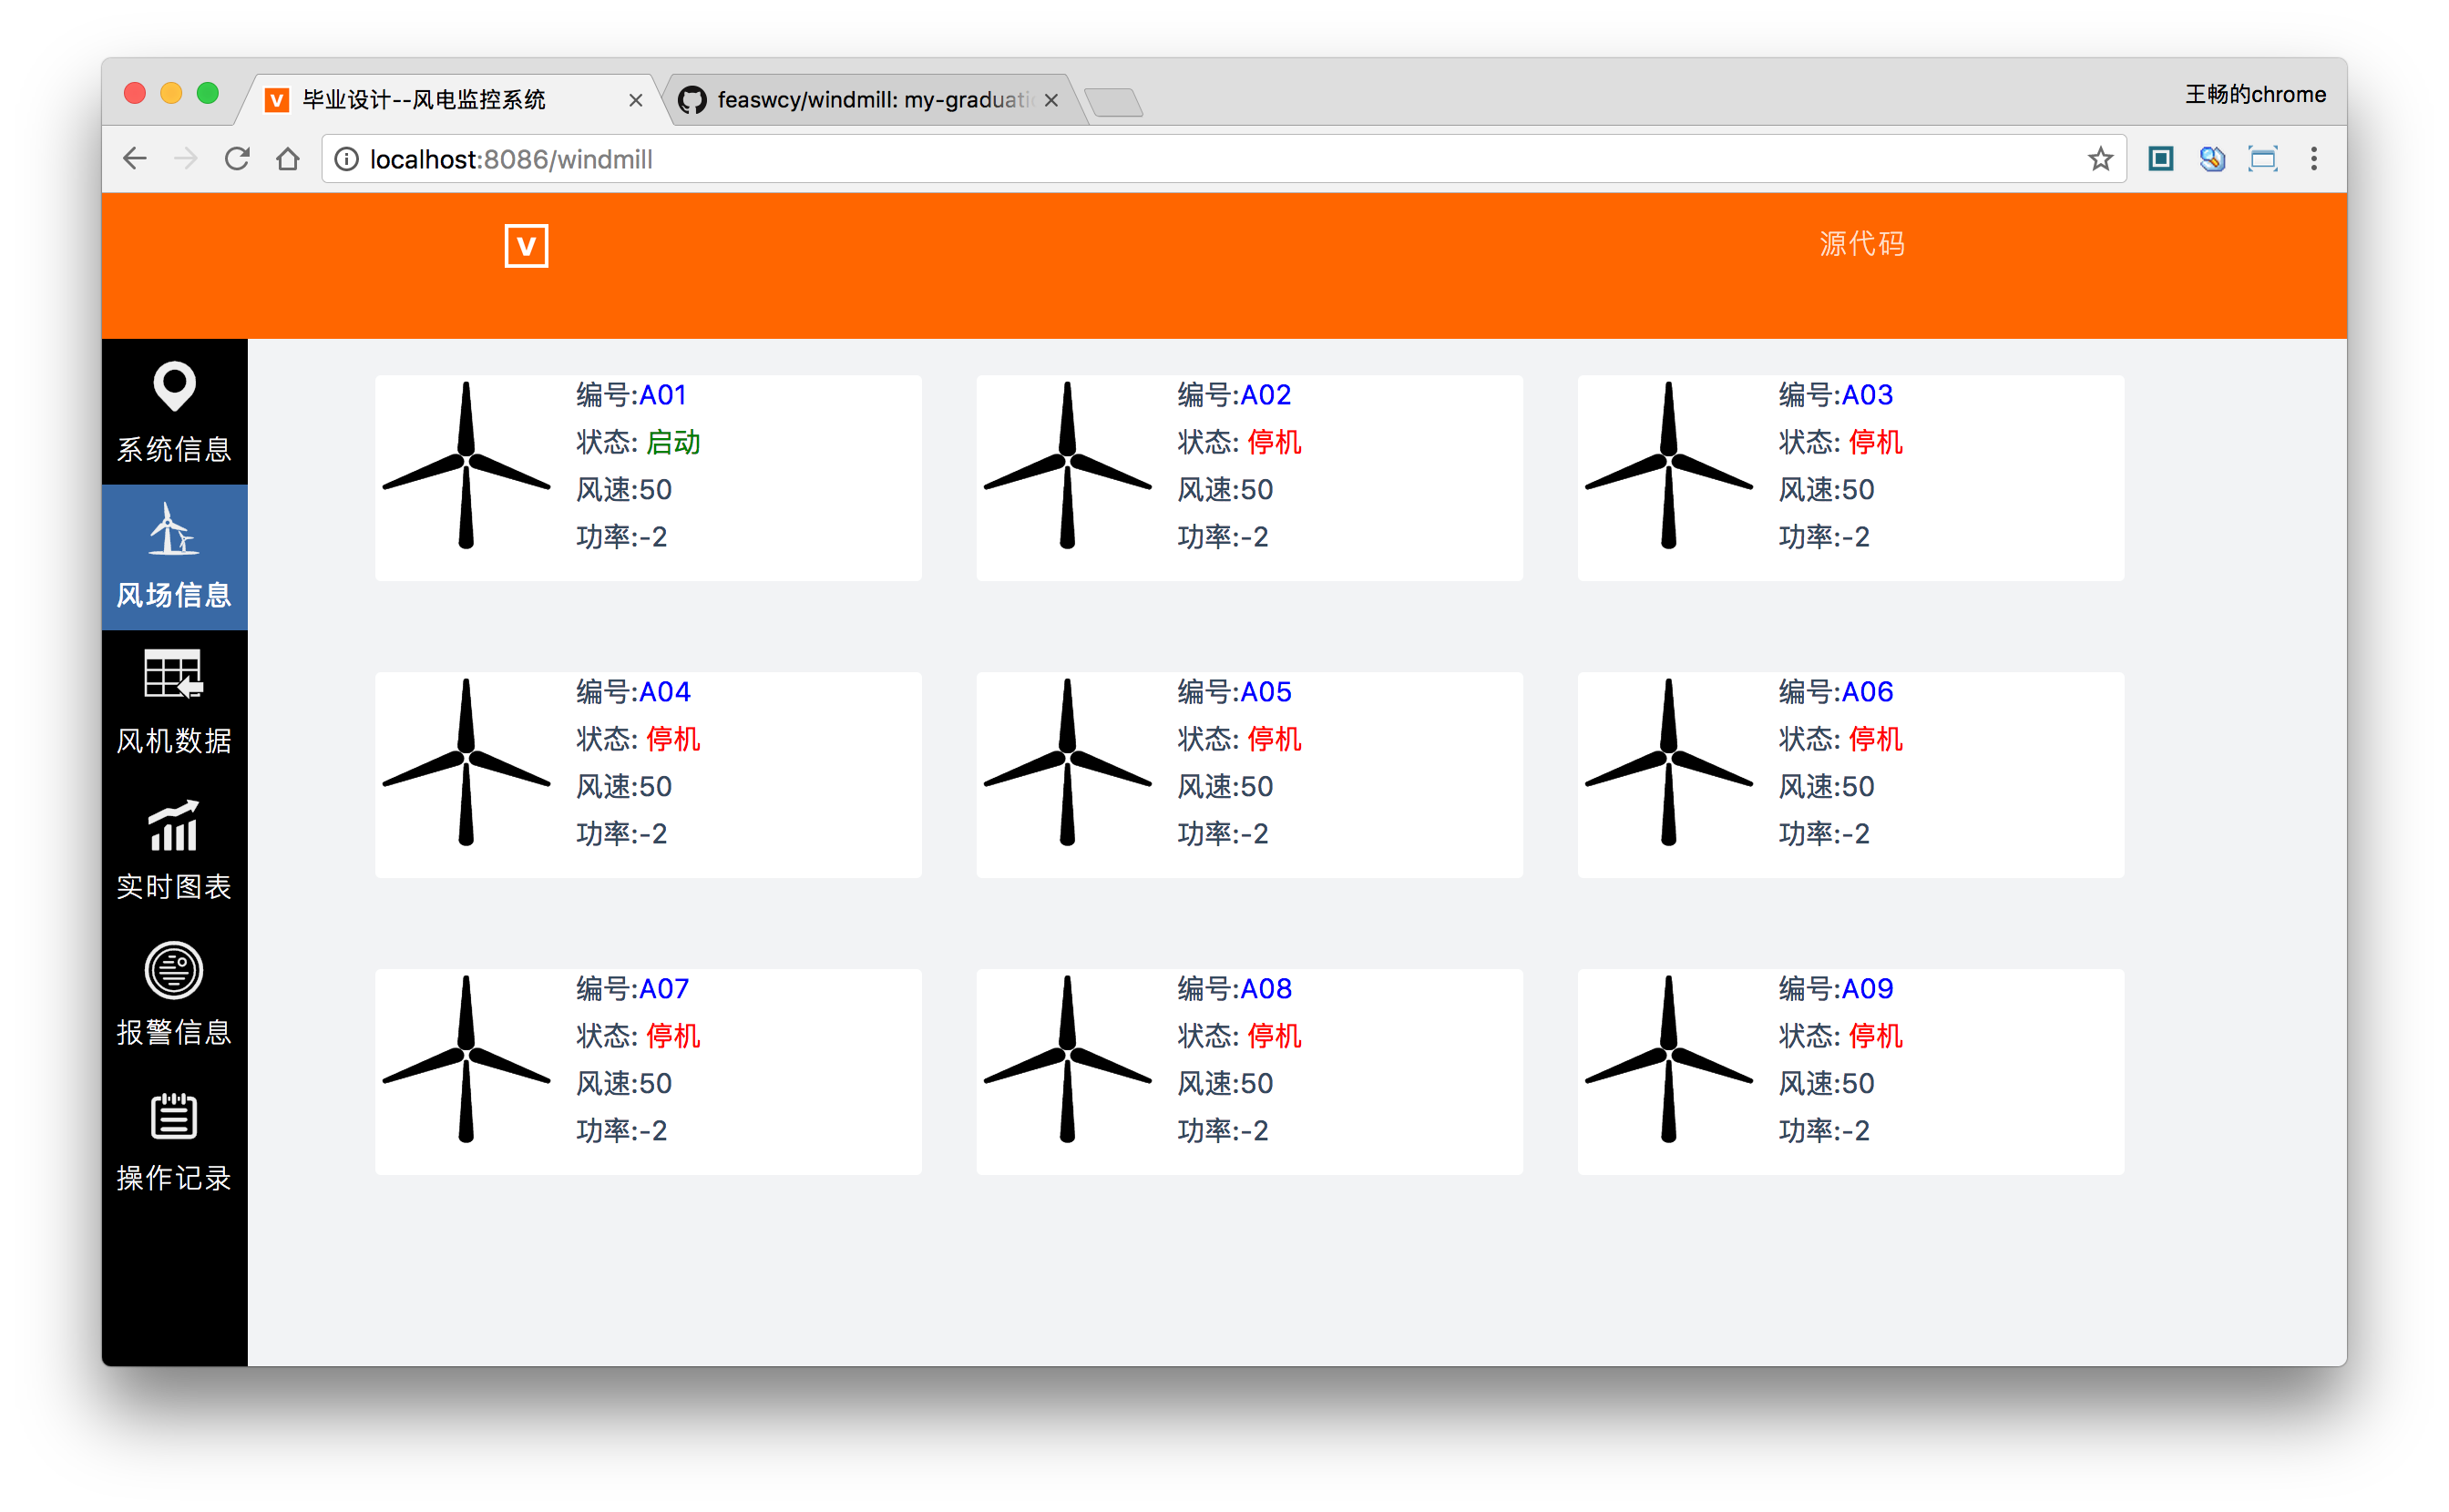 毕业设计--风电监控系统
feaswcy/windmill: my-graduati
王畅的chrome
localhost:8086/windmill
V
源代码
系统信息
风场信息
风机数据
实时图表
报警信息
操作记录
编号:A01
状态: 启动
风速:50
功率:-2
编号:A02
状态: 停机
风速:50
功率:-2
编号:A03
状态: 停机
风速:50
功率:-2
编号:A04
状态: 停机
风速:50
功率:-2
编号:A05
状态: 停机
风速:50
功率:-2
编号:A06
状态: 停机
风速:50
功率:-2
编号:A07
状态: 停机
风速:50
功率:-2
编号:A08
状态: 停机
风速:50
功率:-2
编号:A09
状态: 停机
风速:50
功率:-2